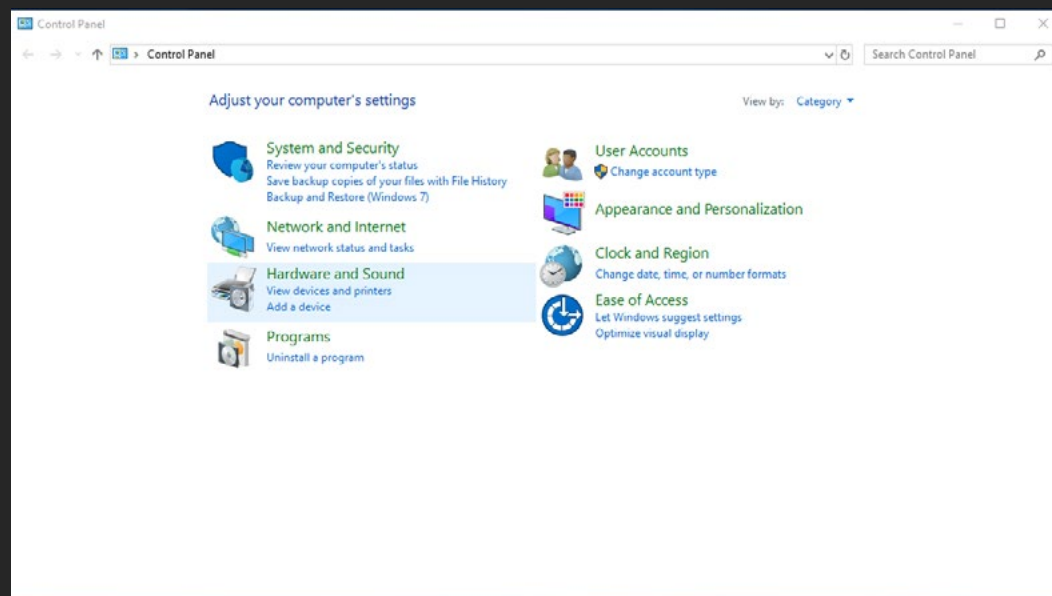 Control Panel
Control Panel
Search Control Panel
Adjust your computer's settings
View by: Category
System and Security
Review your computer's status
Save backup copies of your files with File History
Backup and Restore (Windows 7)
Network and Internet
View network status and tasks
Hardware and Sound
View devices and printers
Add a device
Programs
Uninstall a program
User Accounts
Change account type
Appearance and Personalization
Clock and Region
Change date, time, or number formats
Ease of Access
Let Windows suggest settings
Optimize visual display